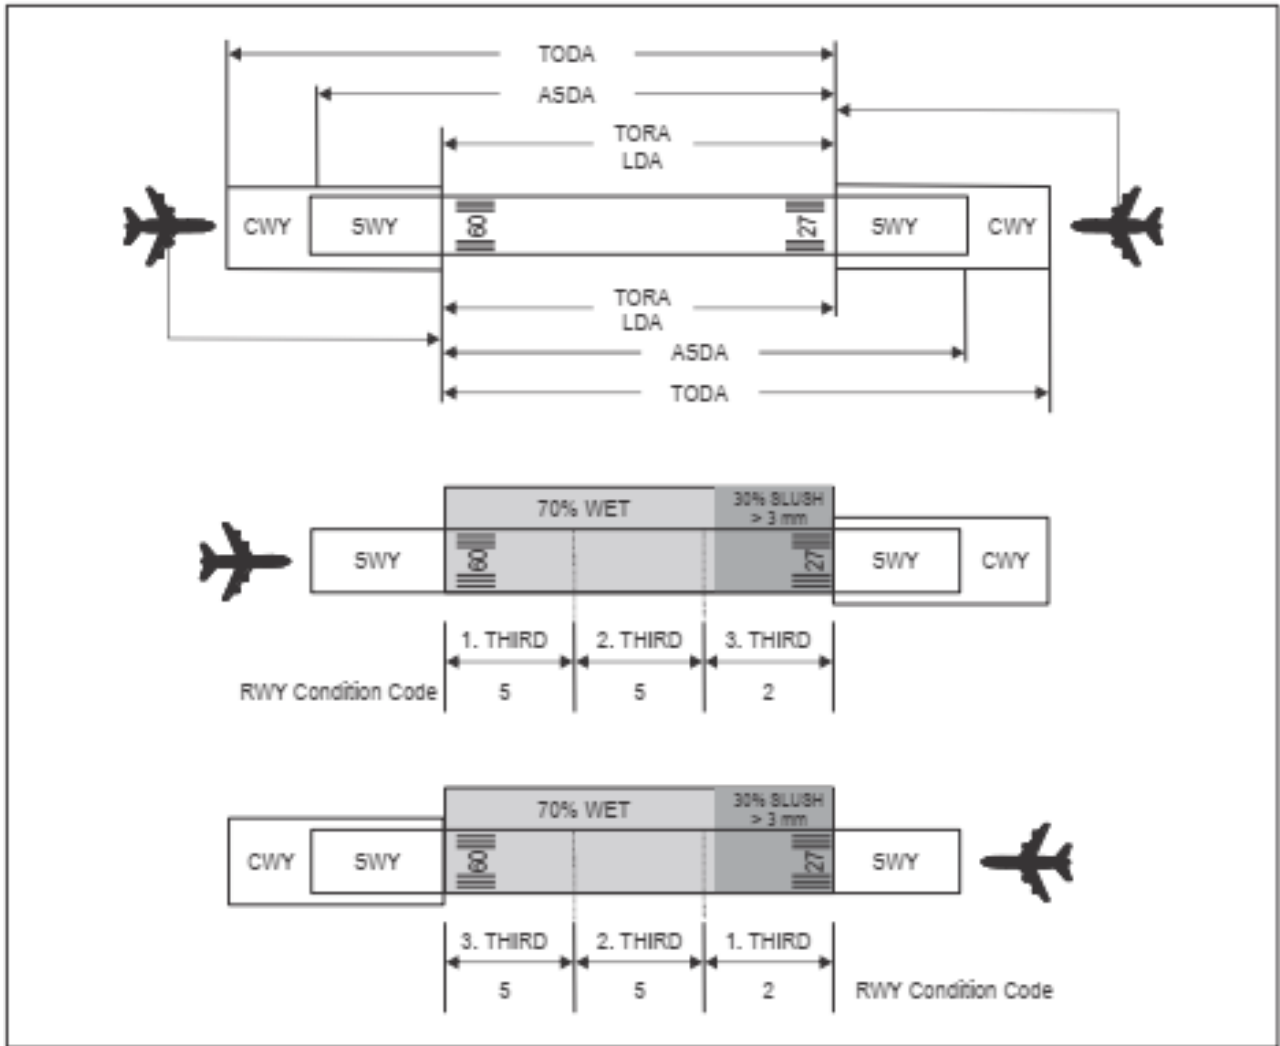 TODA
ASDA
TORA
LDA
CWY SWY 09 27 SWY CWY
TORA
LDA
ASDA
TODA
70% WET 30% SLUSH
> 3 mm
SWY 09 27 SWY CWY
1. THIRD 2. THIRD 3. THIRD
RWY Condition Code 5 5 2
70% WET 30% SLUSH
> 3 mm
CWY SWY 09 27 SWY
3. THIRD 2. THIRD 1. THIRD
5 5 2 RWY Condition Code